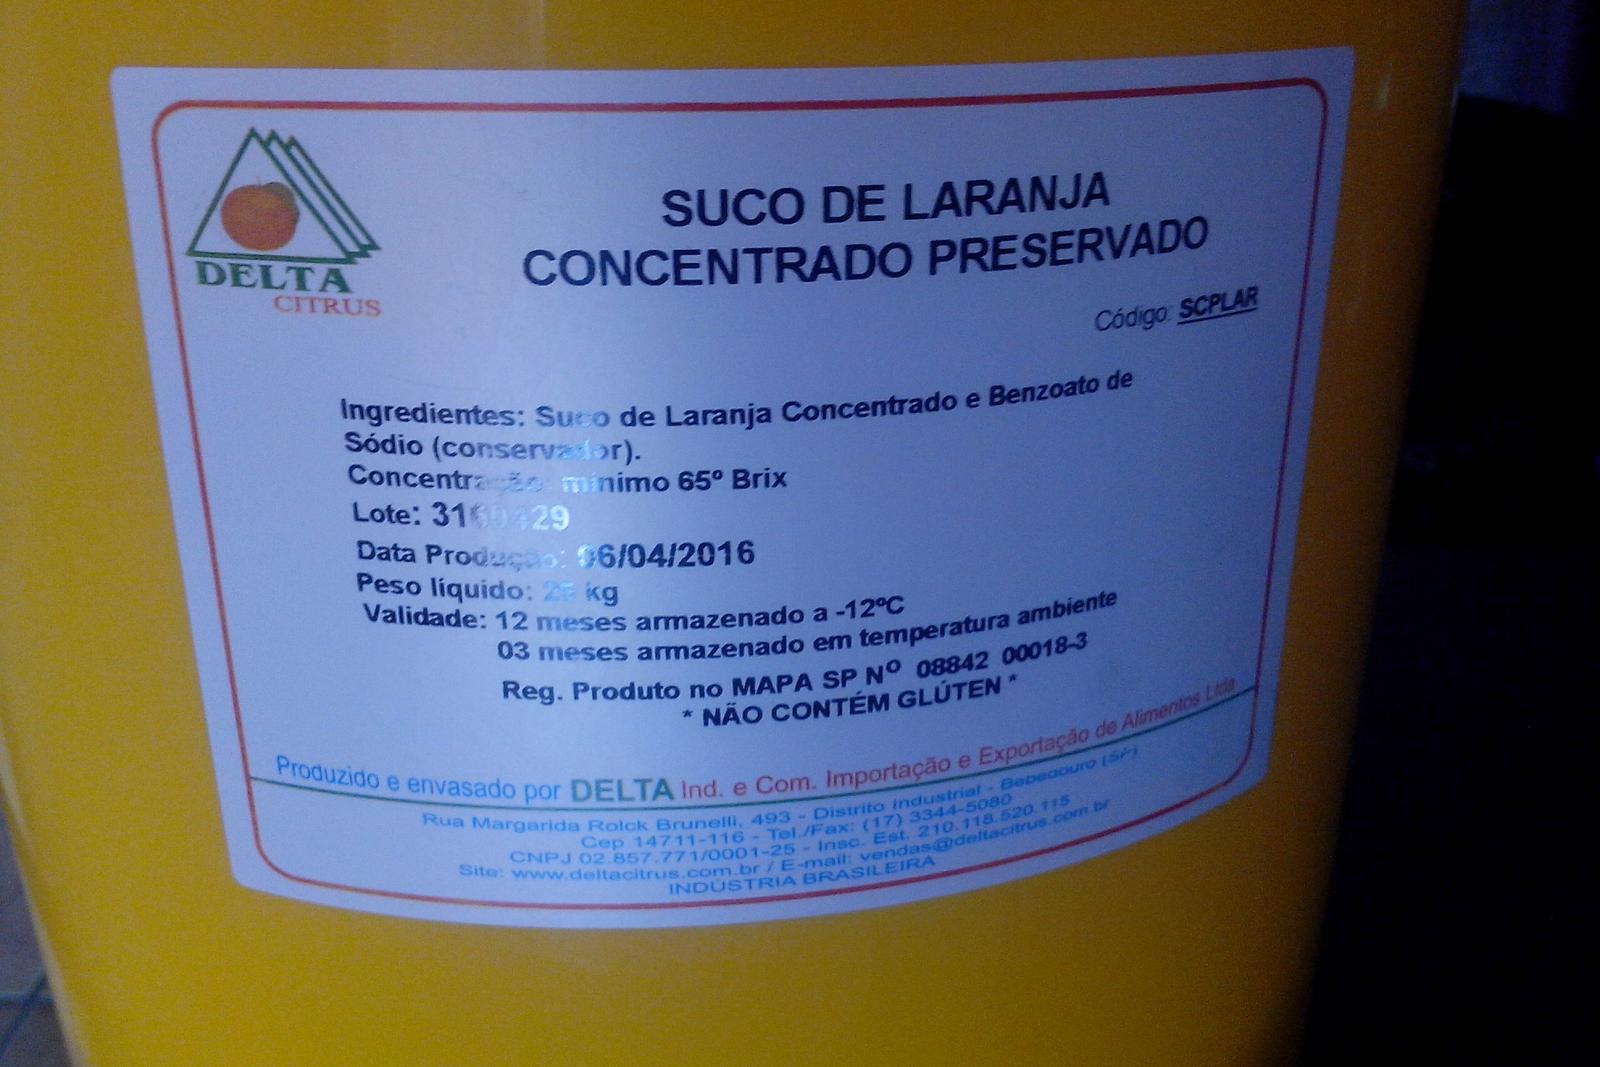 DELTA
CITRUS
SUCO DE LARANJA
CONCENTRADO PRESERVADO
Código: SCPLAR
Ingredientes: Suco de Laranja Concentrado e Benzoato de
Sódio (conservador).
Concentração: mínimo 65º Brix
Lote:
Data Produção: 06/04/2016
Peso líquido: kg
Validade: 12 meses armazenado a -12ºC
03 meses armazenado em temperatura ambiente
Reg. Produto no MAPA SP Nº 08842 00018-3
* NÃO CONTÉM GLÚTEN *
Produzido e envasado por DELTA Ind. e Com. Importação e Exportação de Alimentos Ltda
Rua Margarida Rolck Brunelli, 493 - Distrito Industrial - Bebedouro (SP)
Cep 14711-116 - Tel./Fax: (17) 3344-5080
CNPJ 02.857.771/0001-25 - Insc. Est. 210.118.520.115
Site: www.deltacitrus.com.br / E-mail: vendas@deltacitrus.com.br
INDÚSTRIA BRASILEIRA